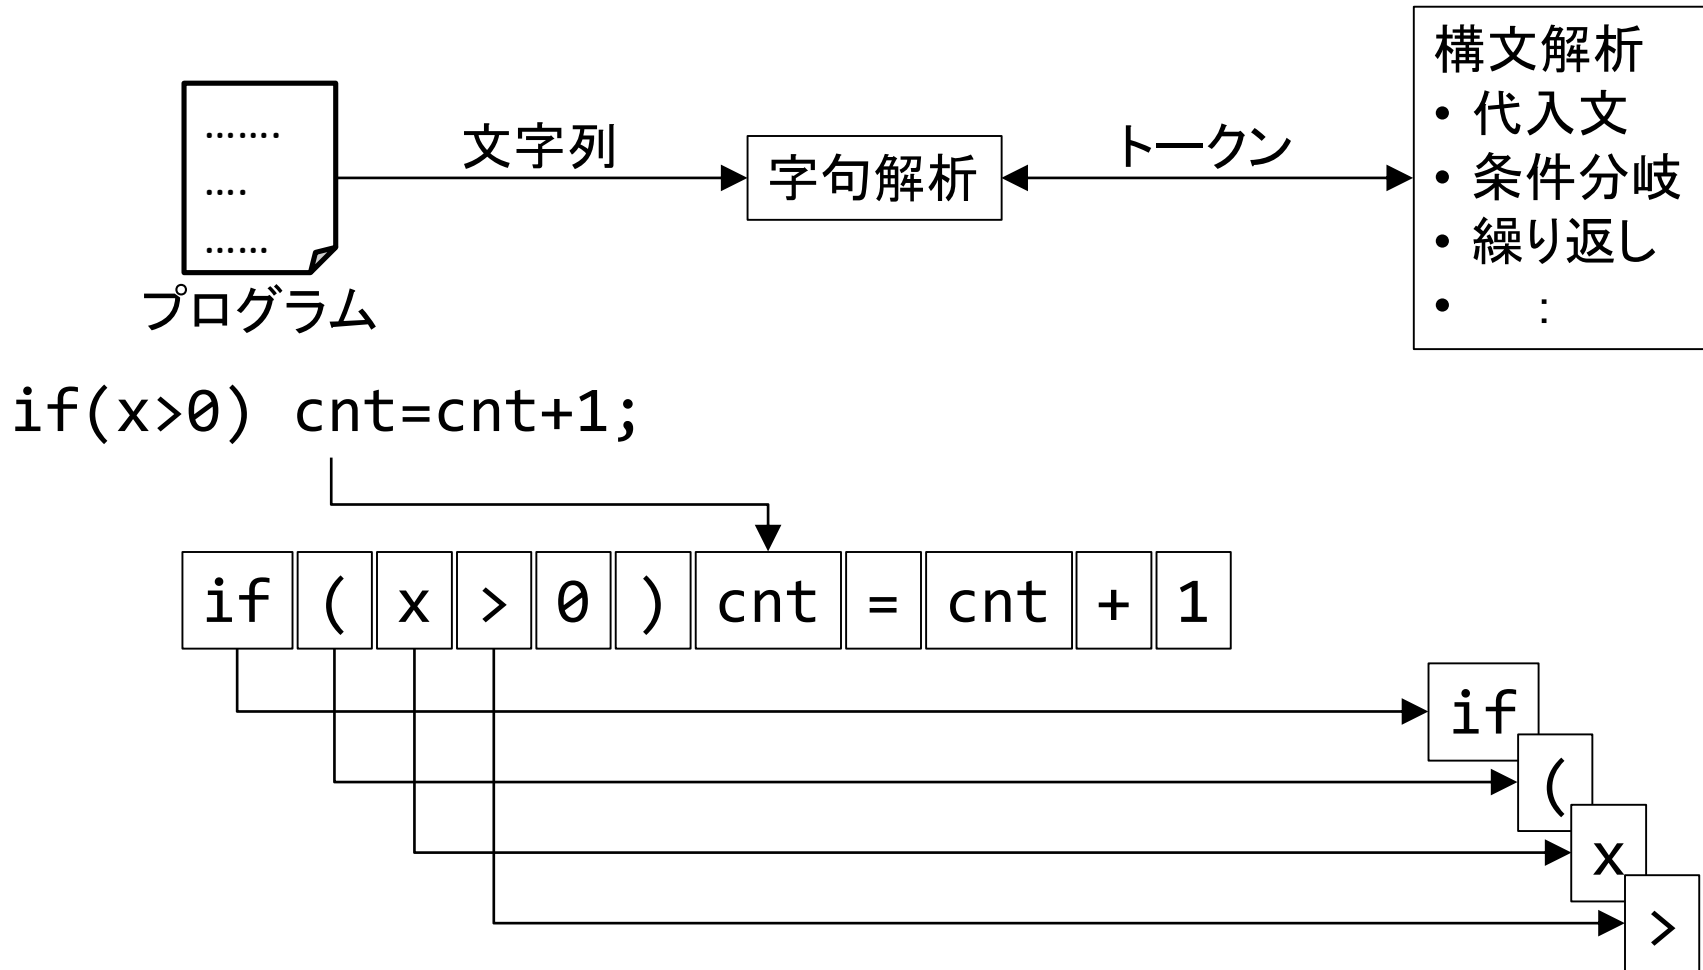 .......
...
......
プログラム
文字列
字句解析
トークン
構文解析
• 代入文
• 条件分岐
• 繰り返し
• :
if(x>0) cnt=cnt+1;
if ( x > 0 ) cnt = cnt + 1
if
(
x
>